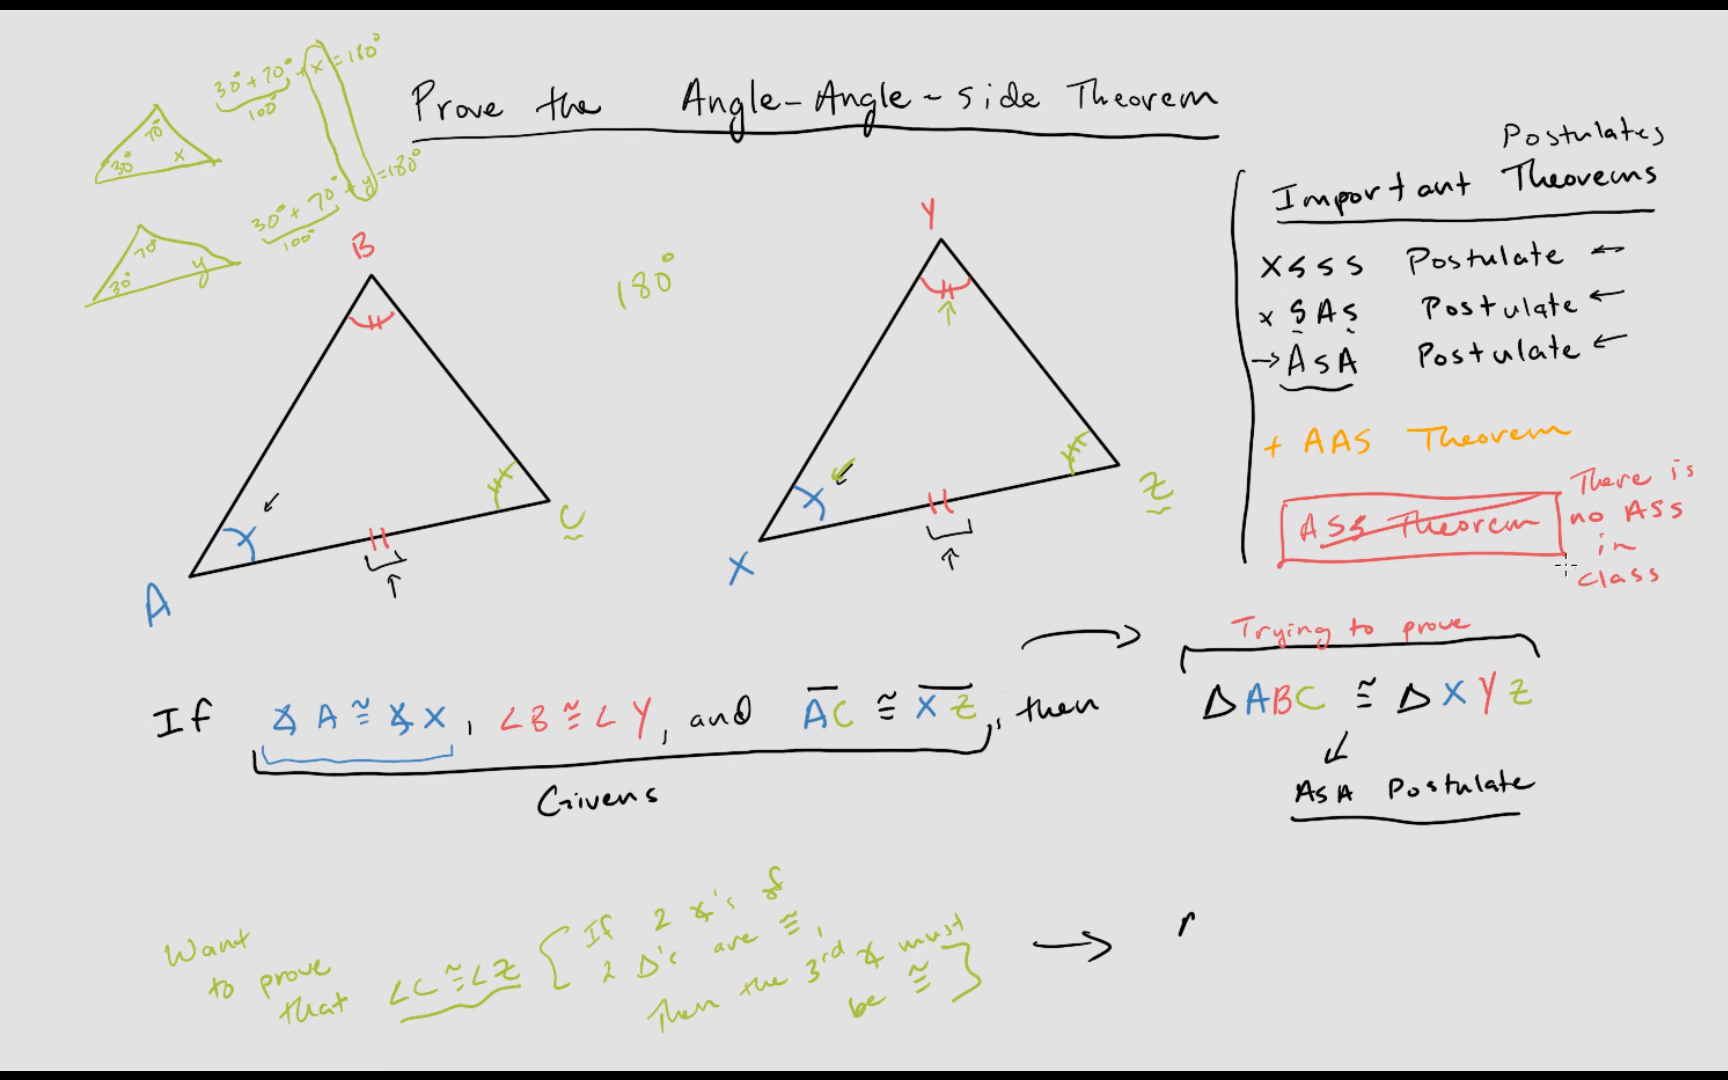 Prove the Angle-Angle-side Theorem
30° + 70° + x = 180°
100°
70°
30°
x
30° + 70° + y = 180°
100°
70°
30°
y
B
A
C
180°
Y
X
Z
Postulates
Important Theorems
x SSS Postulate ←
x SAS Postulate ←
→ ASA Postulate ←
+ AAS Theorem
ASS Theorem
There is
no ASS
in
class
If ∡A ≅ ∡X, ∠B ≅ ∠Y, and AC ≅ XZ, then
Givens
Trying to prove
ΔABC ≅ ΔXYZ
ASA Postulate
Want
to prove
that ∠C ≅ ∠Z
If 2 ∡'s of
2 Δ's are ≅,
Then the 3rd ∡ must
be ≅